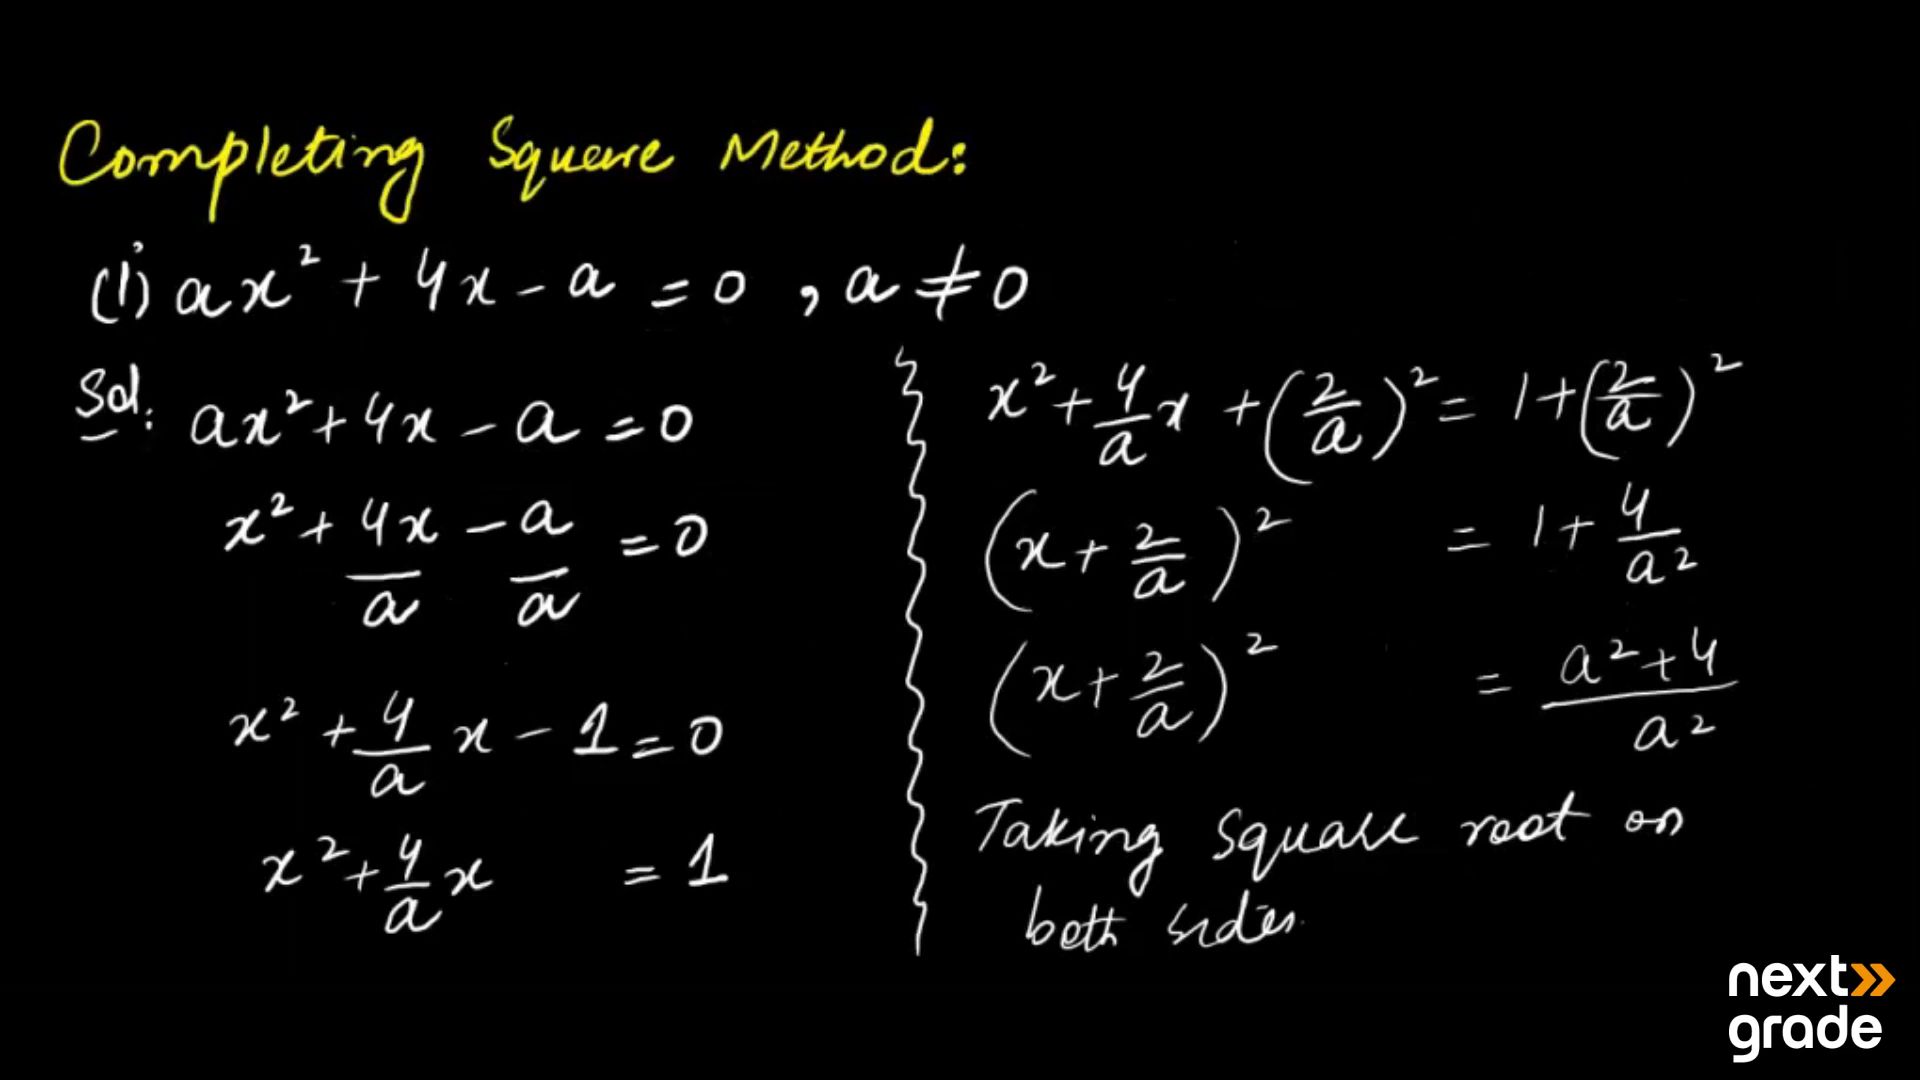 Completing Square Method:
(i) ax² + 4x - a = 0 , a ≠ 0
Sol. ax² + 4x - a = 0
x² + 4x/a - a/a = 0
x² + 4/a x - 1 = 0
x² + 4/a x = 1
x² + 4/a x + (2/a)² = 1 + (2/a)²
(x + 2/a)² = 1 + 4/a²
(x + 2/a)² = a² + 4/a²
Taking Square root on
both sides.
next
grade